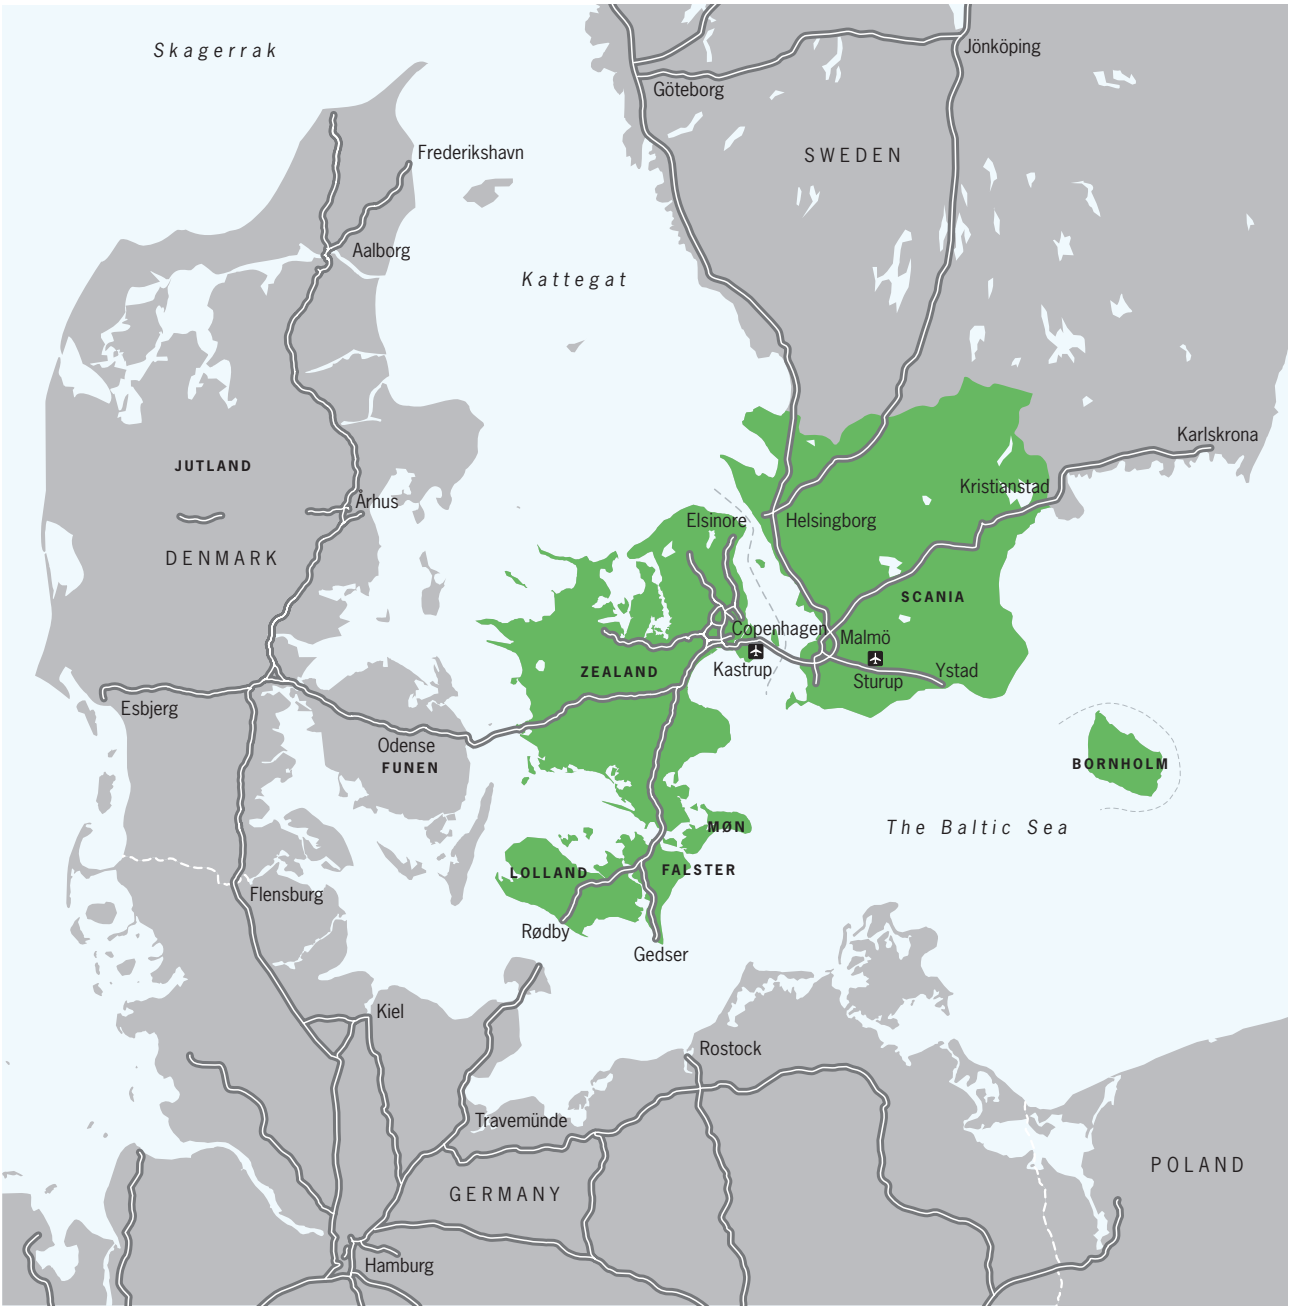 Skagerrak
Jönköping
Göteborg
SWEDEN
Frederikshavn
Aalborg
Kattegat
Karlskrona
JUTLAND
Kristianstad
Århus
Elsinore
Helsingborg
DENMARK
SCANIA
Copenhagen
Malmö
ZEALAND
Kastrup
Sturup
Ystad
Esbjerg
Odense
FUNEN
BORNHOLM
MØN
The Baltic Sea
LOLLAND
FALSTER
Flensburg
Rødby
Gedser
Kiel
Rostock
Travemünde
POLAND
GERMANY
Hamburg